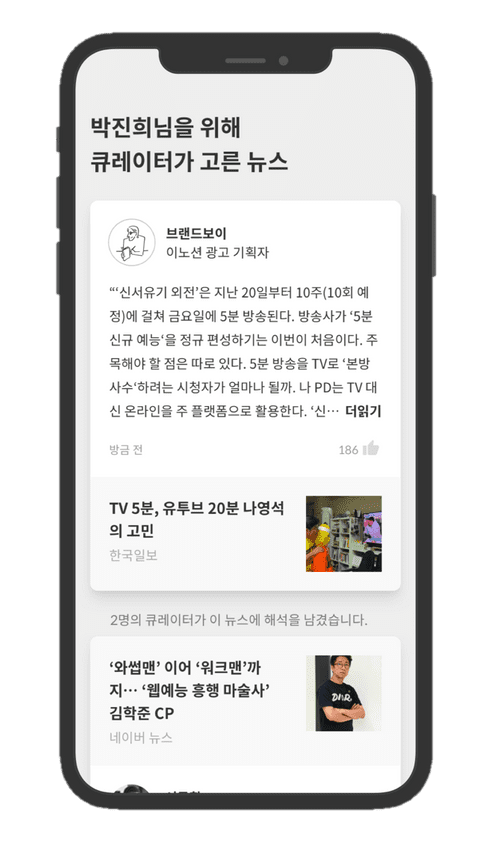 박진희님을 위해
큐레이터가 고른 뉴스
브랜드보이
이노션 광고 기획자
“‘신서유기 외전’은 지난 20일부터 10주(10회 예
정)에 걸쳐 금요일에 5분 방송된다. 방송사가 ‘5분
신규 예능‘을 정규 편성하기는 이번이 처음이다. 주
목해야 할 점은 따로 있다. 5분 방송을 TV로 ‘본방
사수‘하려는 시청자가 얼마나 될까. 나 PD는 TV 대
신 온라인을 주 플랫폼으로 활용한다. ‘신… 더읽기
방금 전
186
TV 5분, 유투브 20분 나영석
의 고민
한국일보
2명의 큐레이터가 이 뉴스에 해석을 남겼습니다.
‘와썹맨’ 이어 ‘워크맨’까
지… ‘웹예능 흥행 마술사’
김학준 CP
네이버 뉴스